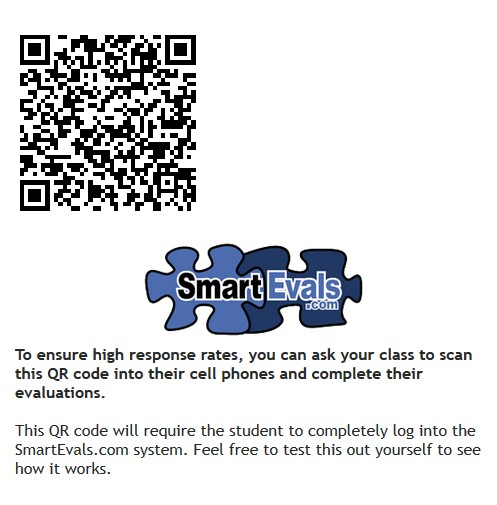 Smart Evals
.com
To ensure high response rates, you can ask your class to scan
this QR code into their cell phones and complete their
evaluations.
This QR code will require the student to completely log into the
SmartEvals.com system. Feel free to test this out yourself to see
how it works.